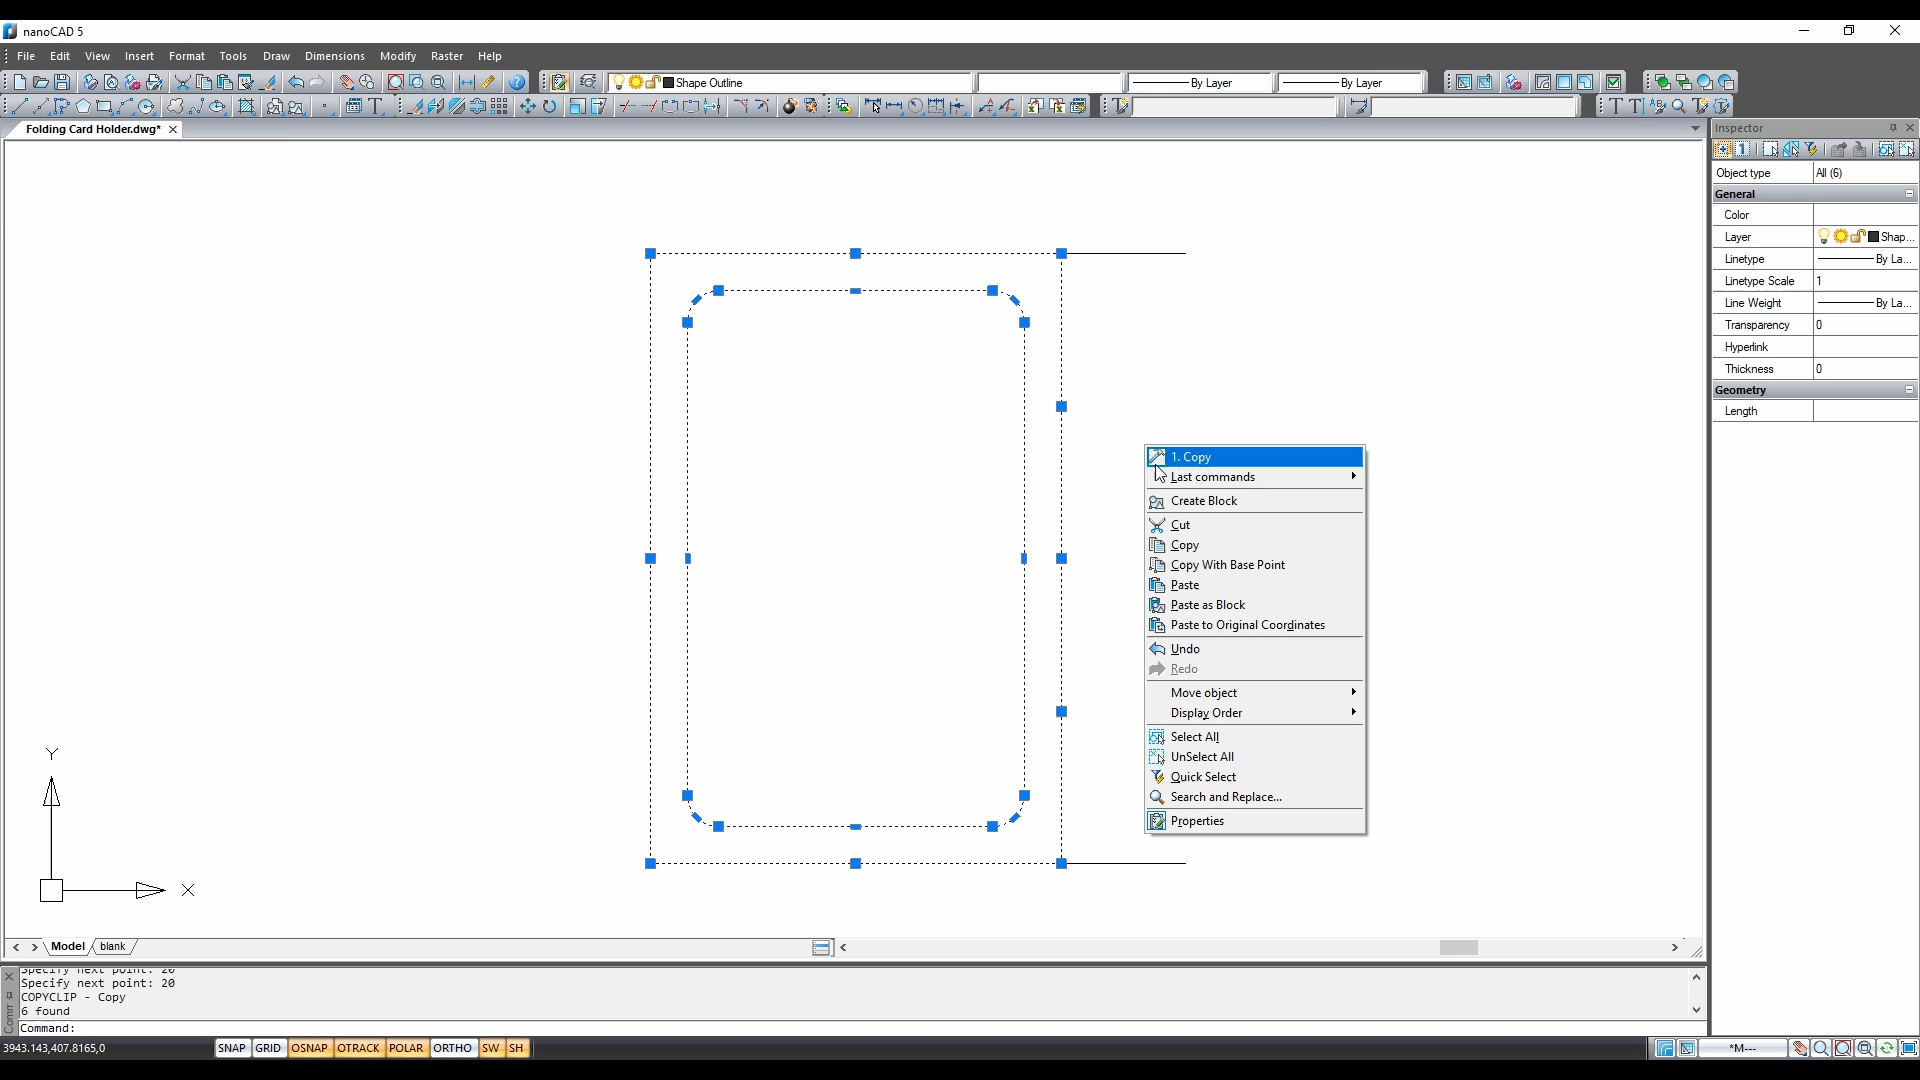 nanoCAD 5
File Edit View Insert Format Tools Draw Dimensions Modify Raster Help
Shape Outline
By Layer
By Layer
Folding Card Holder.dwg*
Inspector
Object type All (6)
General
Color
Layer Shap...
Linetype By La...
Linetype Scale 1
Line Weight By La...
Transparency 0
Hyperlink
Thickness 0
Geometry
Length
1. Copy
Last commands
Create Block
Cut
Copy
Copy With Base Point
Paste
Paste as Block
Paste to Original Coordinates
Undo
Redo
Move object
Display Order
Select All
UnSelect All
Quick Select
Search and Replace...
Properties
Y
X
Model blank
Specify next point: 20
Specify next point: 20
COPYCLIP - Copy
6 found
Command:
3943.143,407.8165,0 SNAP GRID OSNAP OTRACK POLAR ORTHO SW SH *M---